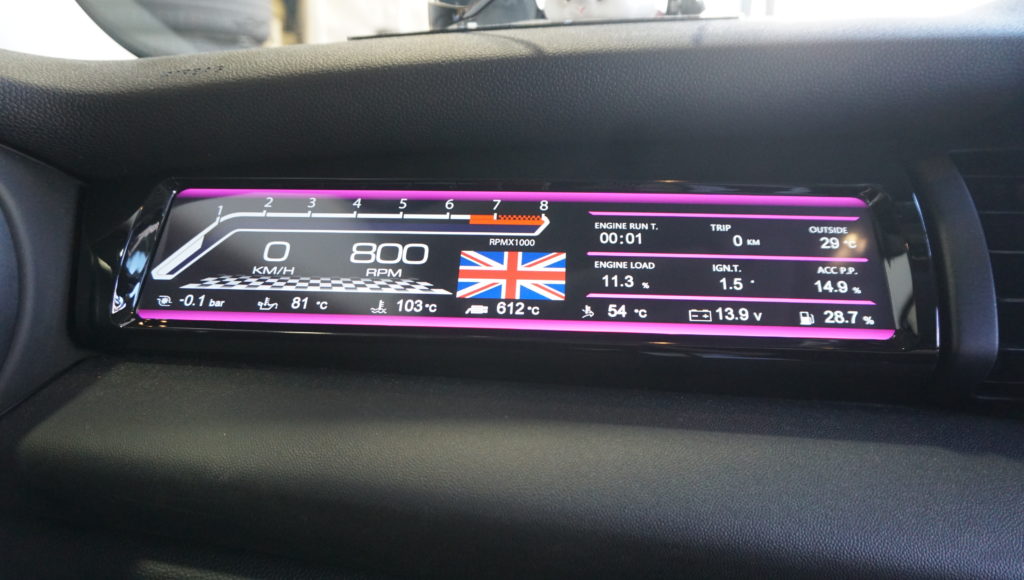 1 2 3 4 5 6 7 8
RPMX1000
0 800
KM/H RPM
-0.1 bar 81 °C 103°C 612°C 54 °C 13.9 V 28.7 %
ENGINE RUN T. TRIP OUTSIDE
00:01 0 KM 29 °C
ENGINE LOAD IGN.T. ACC P.P.
11.3 % 1.5 ° 14.9 %